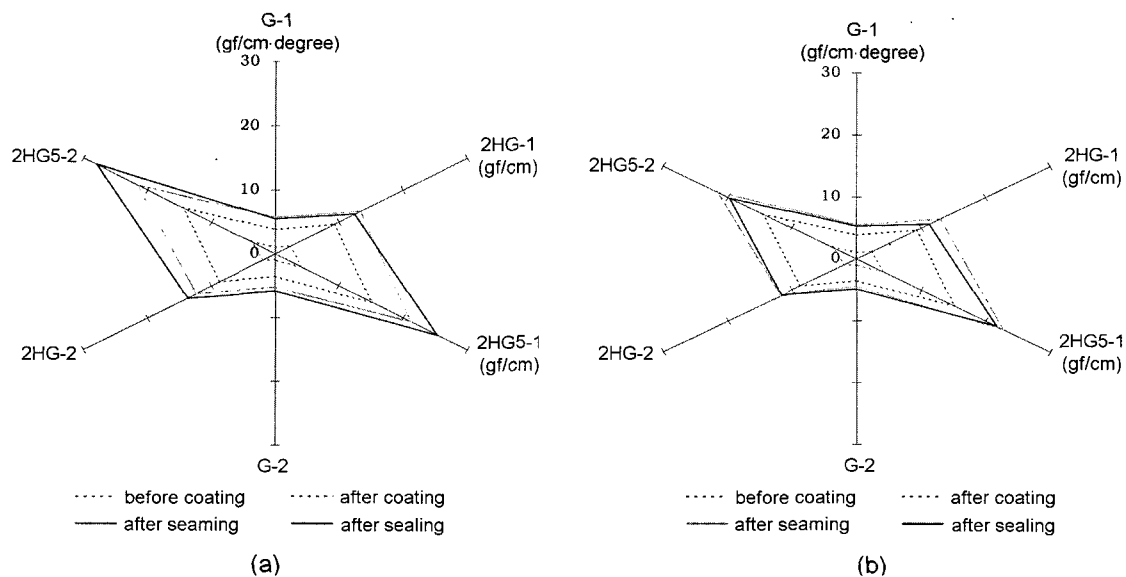 G-1
(gf/cm·degree)
30
20
10
0
2HG-1
(gf/cm)
2HG5-1
(gf/cm)
G-2
2HG-2
2HG5-2
before coating
after coating
after seaming
after sealing
(a)
G-1
(gf/cm·degree)
30
20
10
0
2HG-1
(gf/cm)
2HG5-1
(gf/cm)
G-2
2HG-2
2HG5-2
before coating
after coating
after seaming
after sealing
(b)